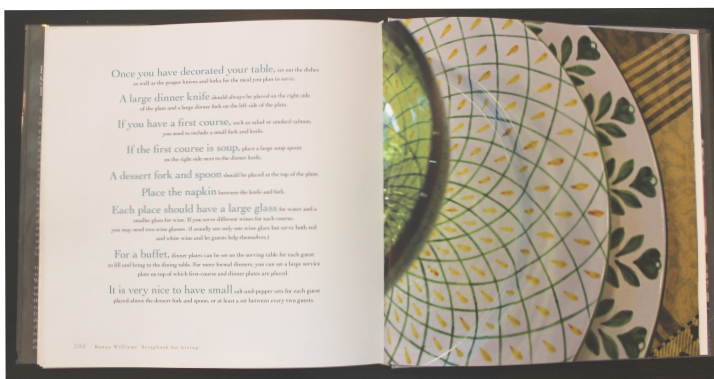 Once you have decorated your table, set out the dishes
as well as the proper knives and forks for the meal you plan to serve.
A large dinner knife should always be placed on the right side
of the plate and a large dinner fork on the left side of the plate.
If you have a first course, such as salad or smoked salmon,
you need to include a small fork and knife.
If the first course is soup, place a large soup spoon
on the right side next to the dinner knife.
A dessert fork and spoon should be placed at the top of the plate.
Place the napkin between the knife and fork.
Each place should have a large glass for water and a
smaller glass for wine. If you serve different wines for each course,
you may need two wine glasses. (I usually use only one wine glass but serve both red
and white wine and let guests help themselves.)
For a buffet, dinner plates can be set on the serving table for each guest
to fill and bring to the dining table. For more formal dinners, you can set a large service
plate on top of which first-course and dinner plates are placed.
It is very nice to have small salt-and-pepper sets for each guest
placed above the dessert fork and spoon, or at least a set between every two guests.
Bunny Williams' Scrapbook for Living